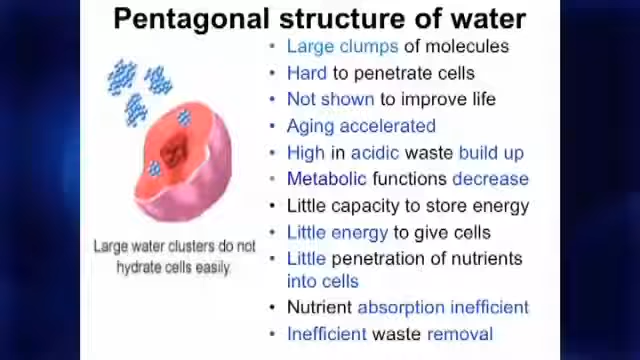 Pentagonal structure of water
Large clumps of molecules
Hard to penetrate cells
Not shown to improve life
Aging accelerated
High in acidic waste build up
Metabolic functions decrease
Little capacity to store energy
Little energy to give cells
Little penetration of nutrients
into cells
Nutrient absorption inefficient
Inefficient waste removal
Large water clusters do not
hydrate cells easily.